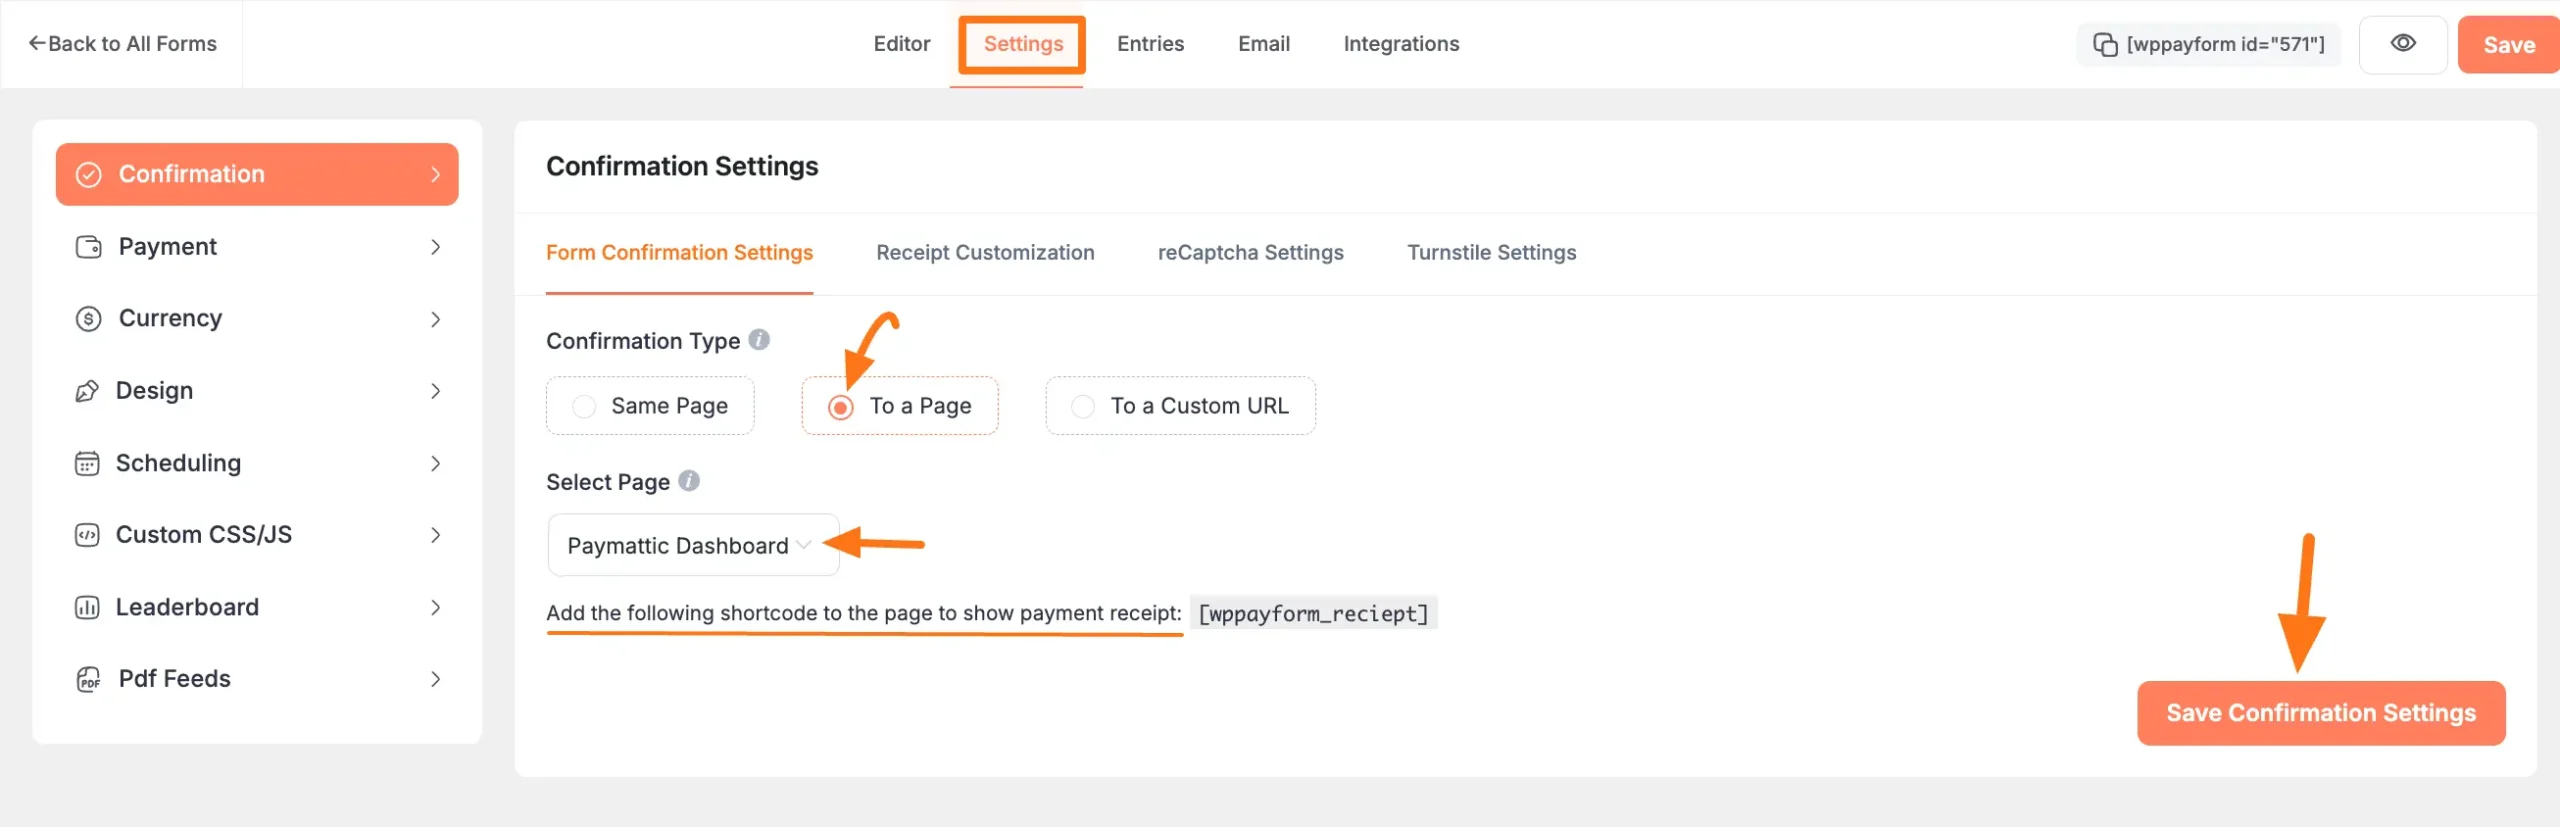 ←Back to All Forms
Editor
Settings
Entries
Email
Integrations
[wppayform id="571"]
Save
Confirmation
Payment
Currency
Design
Scheduling
Custom CSS/JS
Leaderboard
PDF
Pdf Feeds
Confirmation Settings
Form Confirmation Settings
Receipt Customization
reCaptcha Settings
Turnstile Settings
Confirmation Type
Same Page
To a Page
To a Custom URL
Select Page
Paymattic Dashboard
Add the following shortcode to the page to show payment receipt: [wppayform_reciept]
Save Confirmation Settings